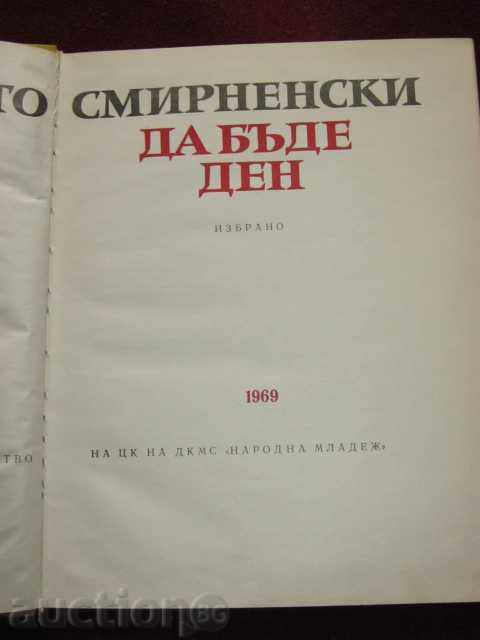 ТО СМИРНЕНСКИ
ДА БЪДЕ
ДЕН
ИЗБРАНО
1969
ТВО НА ЦК НА ДКМС «НАРОДНА МЛАДЕЖ»
auction BG